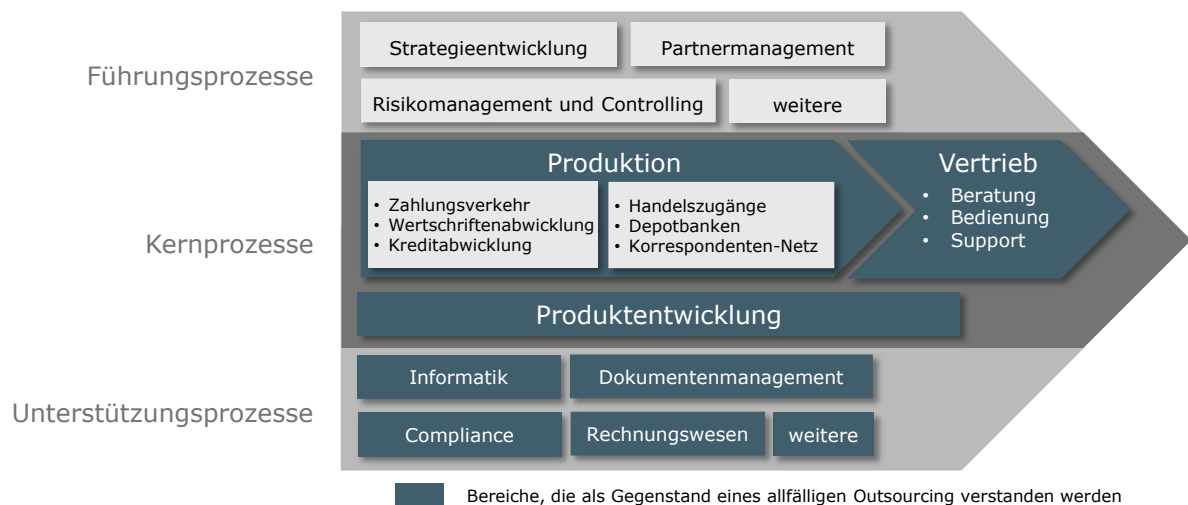 Führungsprozesse
Strategieentwicklung
Partnermanagement
Risikomanagement und Controlling
weitere
Kernprozesse
Produktion
• Zahlungsverkehr
• Wertschriftenabwicklung
• Kreditabwicklung
• Handelszugänge
• Depotbanken
• Korrespondenten-Netz
Vertrieb
• Beratung
• Bedienung
• Support
Produktentwicklung
Unterstützungsprozesse
Informatik
Dokumentenmanagement
Compliance
Rechnungswesen
weitere
Bereiche, die als Gegenstand eines allfälligen Outsourcing verstanden werden